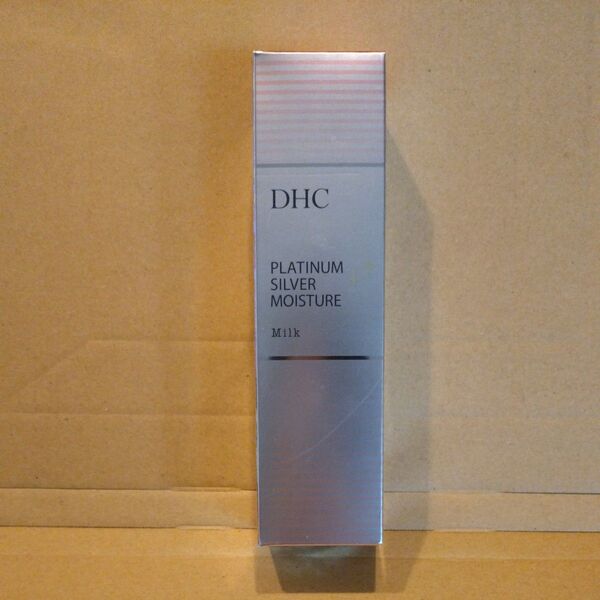 DHC
PLATINUM
SILVER
MOISTURE
Milk